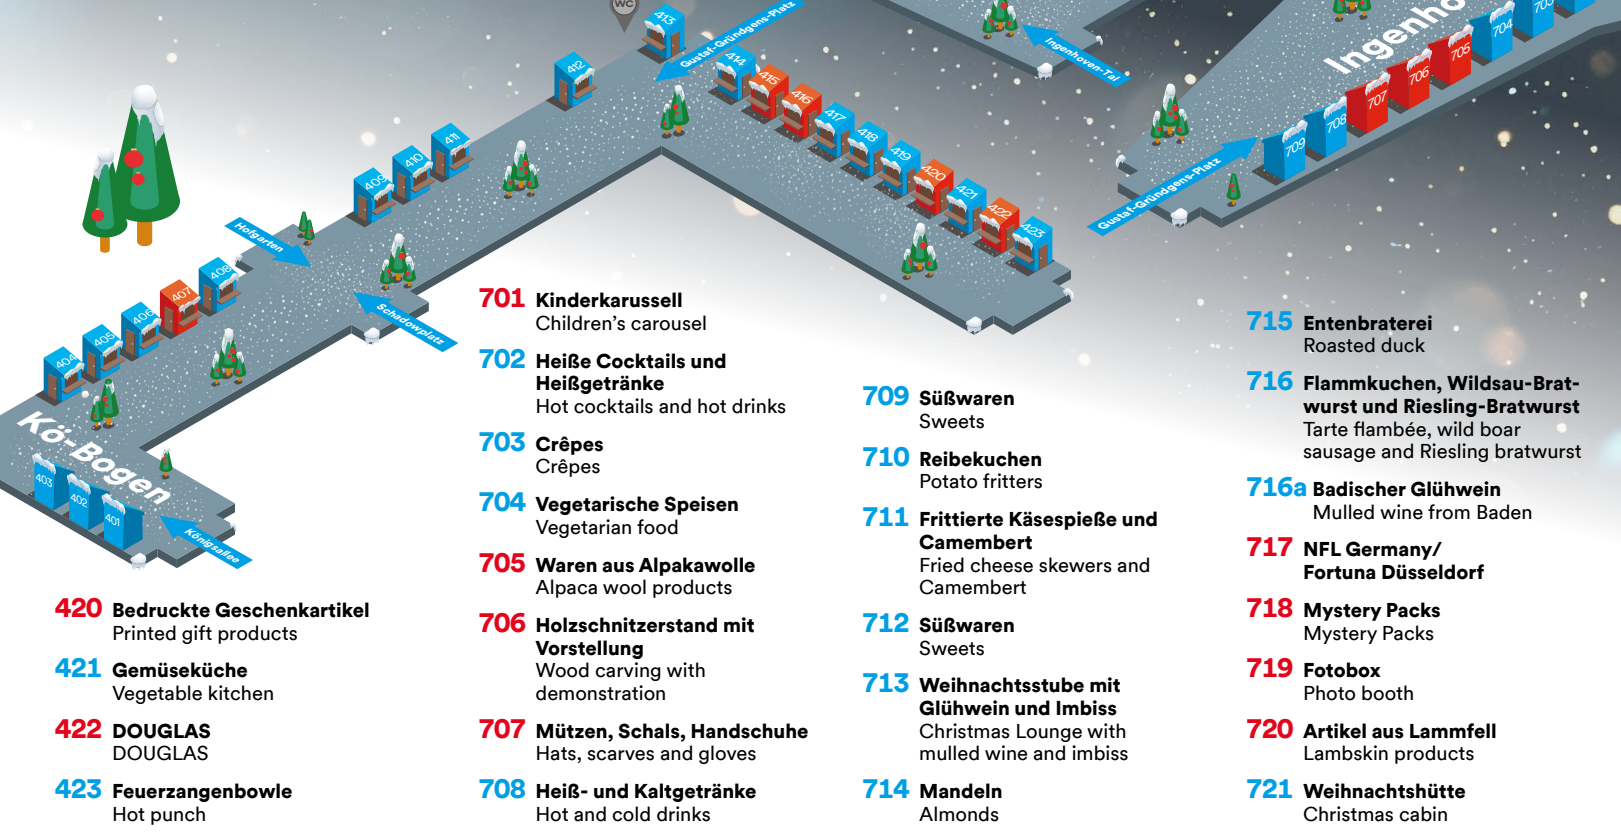 WC
413
Gustaf-Gründgens-Platz
412
414
415
416
417
418
419
420
421
422
423
411
410
409
Hofgarten
408
407
406
405
404
Schadowplatz
Kö-Bogen
403
402
401
Königsallee
Ingenhoven-Tal
Ingenho
703
704
705
706
707
708
709
Gustaf-Gründgens-Platz
420 Bedruckte Geschenkartikel
Printed gift products
421 Gemüseküche
Vegetable kitchen
422 DOUGLAS
DOUGLAS
423 Feuerzangenbowle
Hot punch
701 Kinderkarussell
Children’s carousel
702 Heiße Cocktails und
Heißgetränke
Hot cocktails and hot drinks
703 Crêpes
Crêpes
704 Vegetarische Speisen
Vegetarian food
705 Waren aus Alpakawolle
Alpaca wool products
706 Holzschnitzerstand mit
Vorstellung
Wood carving with
demonstration
707 Mützen, Schals, Handschuhe
Hats, scarves and gloves
708 Heiß- und Kaltgetränke
Hot and cold drinks
709 Süßwaren
Sweets
710 Reibekuchen
Potato fritters
711 Frittierte Käsespieße und
Camembert
Fried cheese skewers and
Camembert
712 Süßwaren
Sweets
713 Weihnachtsstube mit
Glühwein und Imbiss
Christmas Lounge with
mulled wine and imbiss
714 Mandeln
Almonds
715 Entenbraterei
Roasted duck
716 Flammkuchen, Wildsau-Brat-
wurst und Riesling-Bratwurst
Tarte flambée, wild boar
sausage and Riesling bratwurst
716a Badischer Glühwein
Mulled wine from Baden
717 NFL Germany/
Fortuna Düsseldorf
718 Mystery Packs
Mystery Packs
719 Fotobox
Photo booth
720 Artikel aus Lammfell
Lambskin products
721 Weihnachtshütte
Christmas cabin